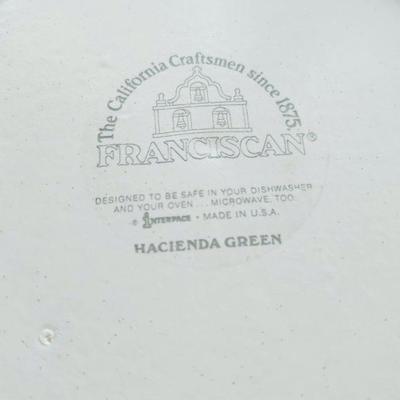 The California Craftsmen since 1875.
FRANCISCAN®
DESIGNED TO BE SAFE IN YOUR DISHWASHER
AND YOUR OVEN... MICROWAVE, TOO.
© INTERPACE • MADE IN U.S.A.
HACIENDA GREEN